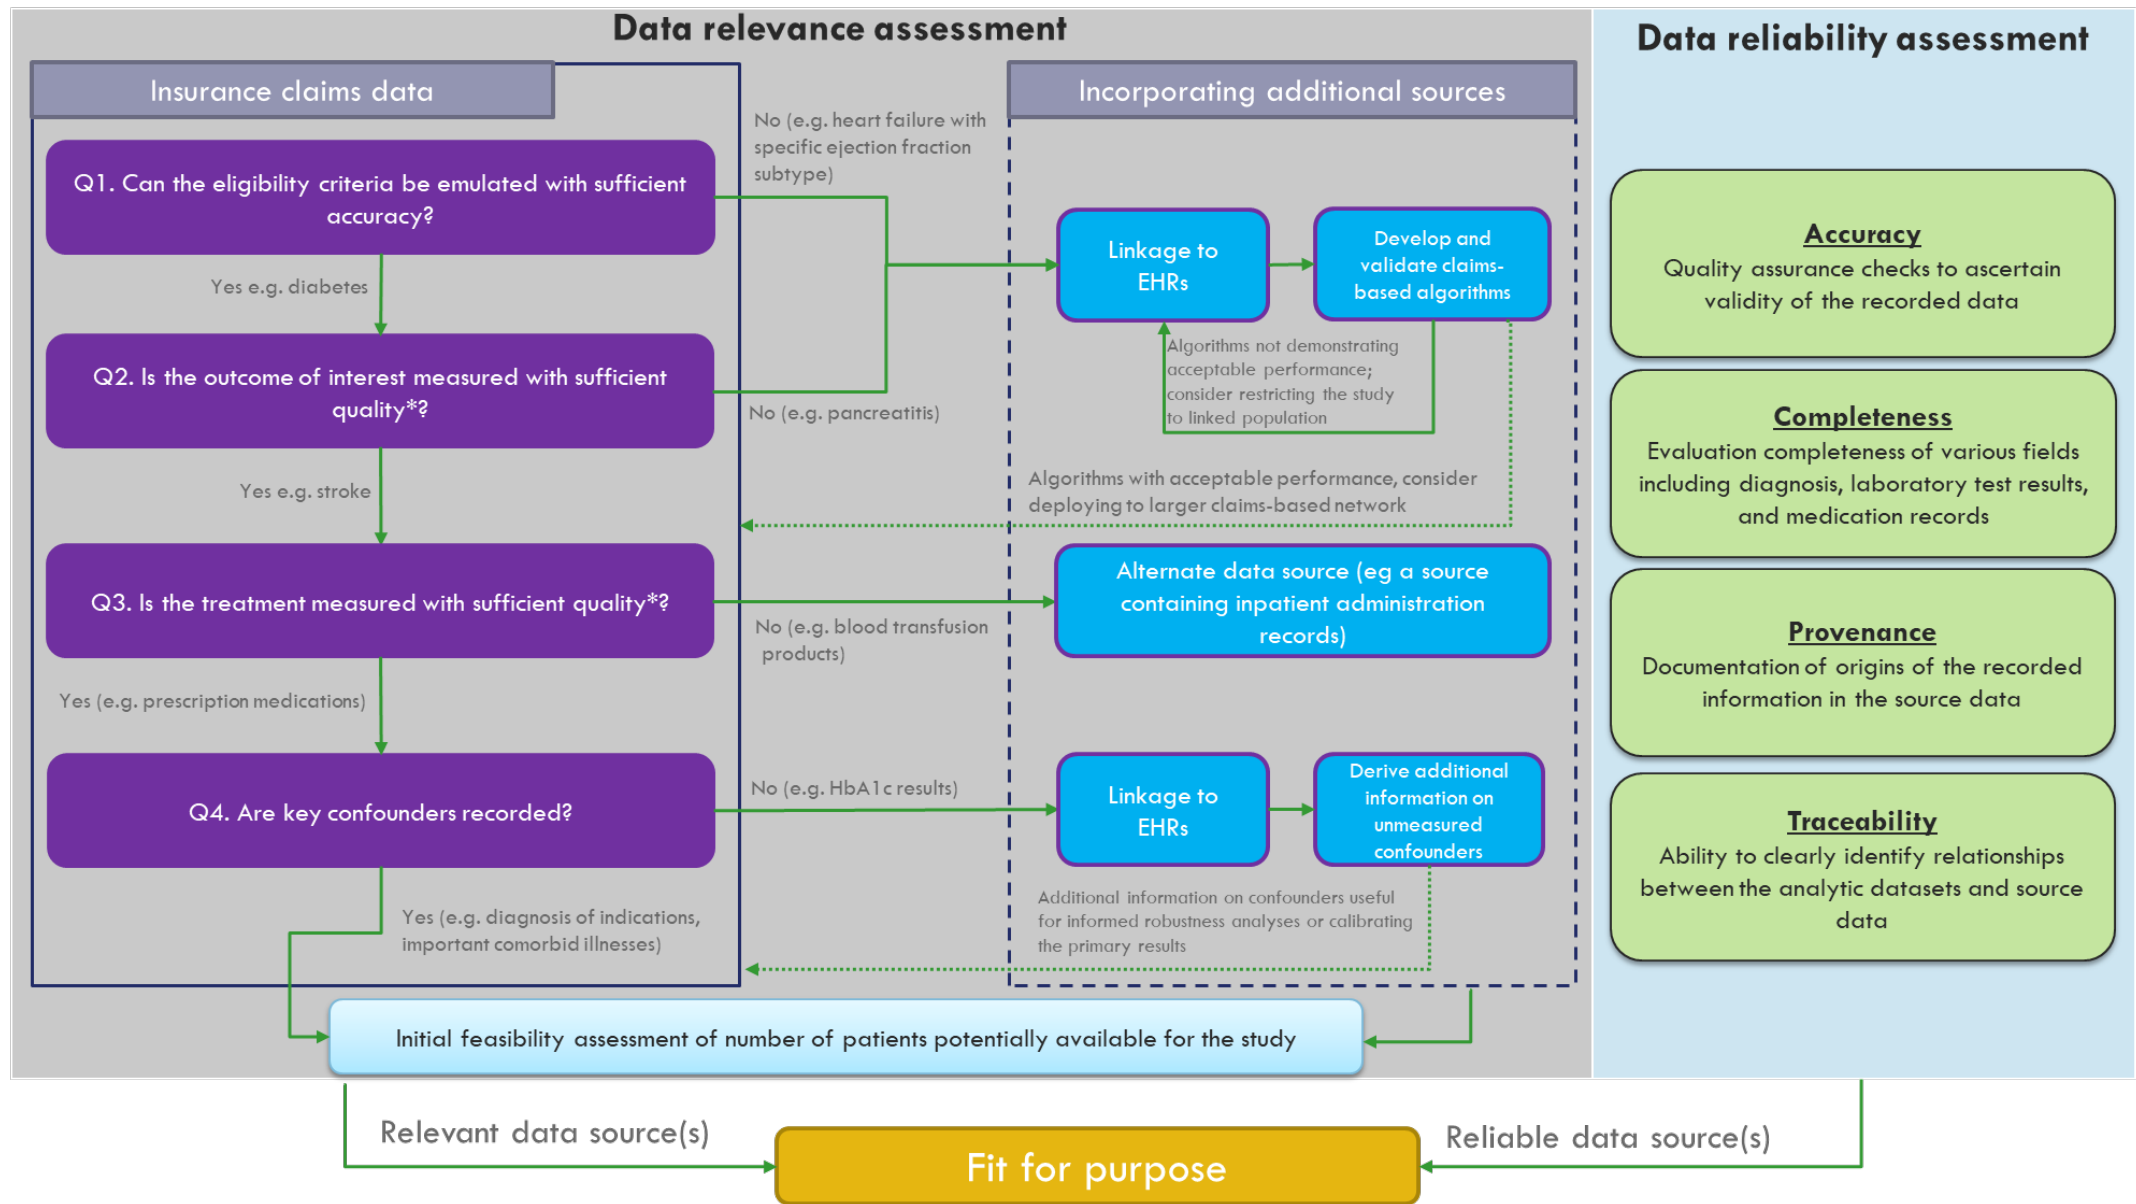 Data relevance assessment
Data reliability assessment
Insurance claims data
Incorporating additional sources
Q1. Can the eligibility criteria be emulated with sufficient
accuracy?
No (e.g. heart failure with
specific ejection fraction
subtype)
Yes e.g. diabetes
Q2. Is the outcome of interest measured with sufficient
quality*?
No (e.g. pancreatitis)
Yes e.g. stroke
Q3. Is the treatment measured with sufficient quality*?
No (e.g. blood transfusion
products)
Yes (e.g. prescription medications)
Q4. Are key confounders recorded?
No (e.g. HbA1c results)
Yes (e.g. diagnosis of indications,
important comorbid illnesses)
Linkage to
EHRs
Develop and
validate claims-
based algorithms
Algorithms not demonstrating
acceptable performance;
consider restricting the study
to linked population
Algorithms with acceptable performance, consider
deploying to larger claims-based network
Alternate data source (eg a source
containing inpatient administration
records)
Linkage to
EHRs
Derive additional
information on
unmeasured
confounders
Additional information on confounders useful
for informed robustness analyses or calibrating
the primary results
Initial feasibility assessment of number of patients potentially available for the study
Accuracy
Quality assurance checks to ascertain
validity of the recorded data
Completeness
Evaluation completeness of various fields
including diagnosis, laboratory test results,
and medication records
Provenance
Documentation of origins of the recorded
information in the source data
Traceability
Ability to clearly identify relationships
between the analytic datasets and source
data
Relevant data source(s)
Reliable data source(s)
Fit for purpose